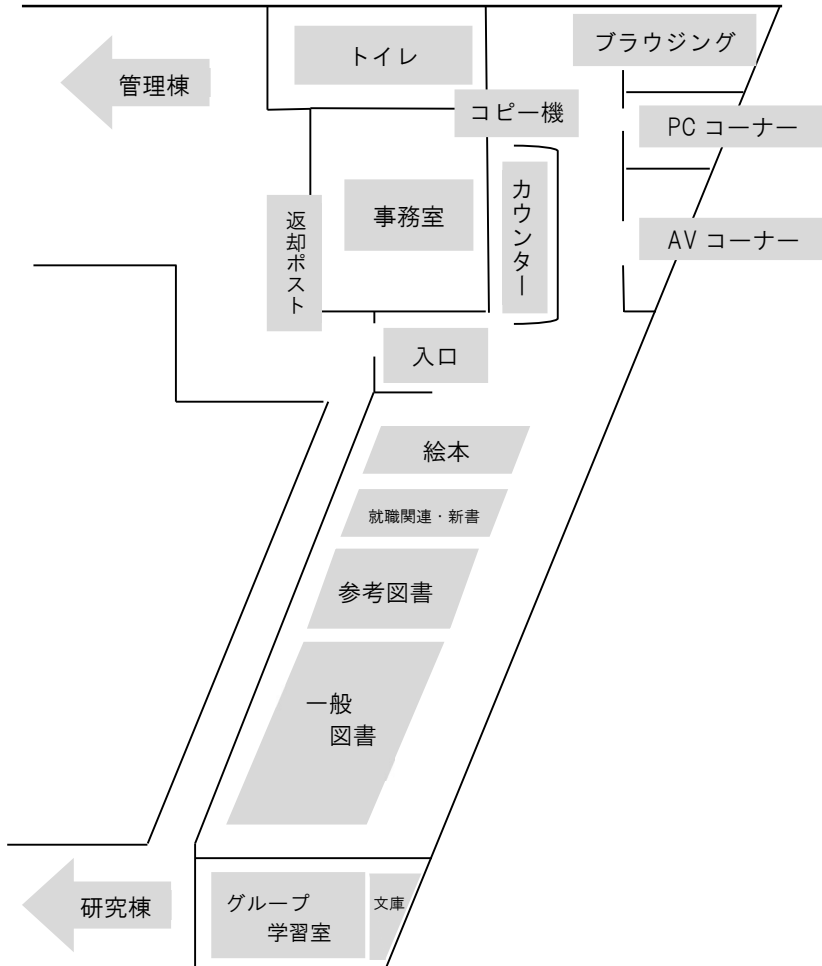 トイレ
ブラウジング
管理棟
コピー機
PC コーナー
カウンター
事務室
返却ポスト
AV コーナー
入口
絵本
就職関連・新書
参考図書
一般
図書
研究棟
グループ
学習室
文庫